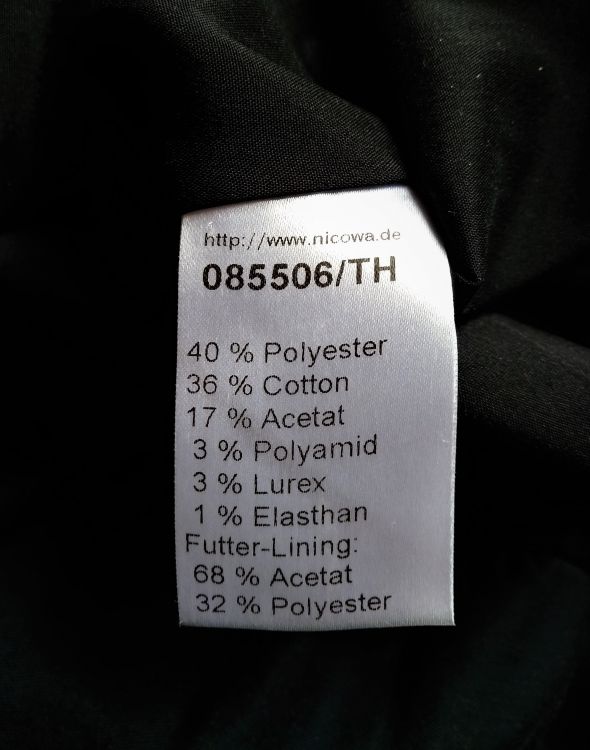 http://www.nicowa.de
085506/TH
40 % Polyester
36 % Cotton
17 % Acetat
3 % Polyamid
3 % Lurex
1 % Elasthan
Futter-Lining:
68 % Acetat
32 % Polyester